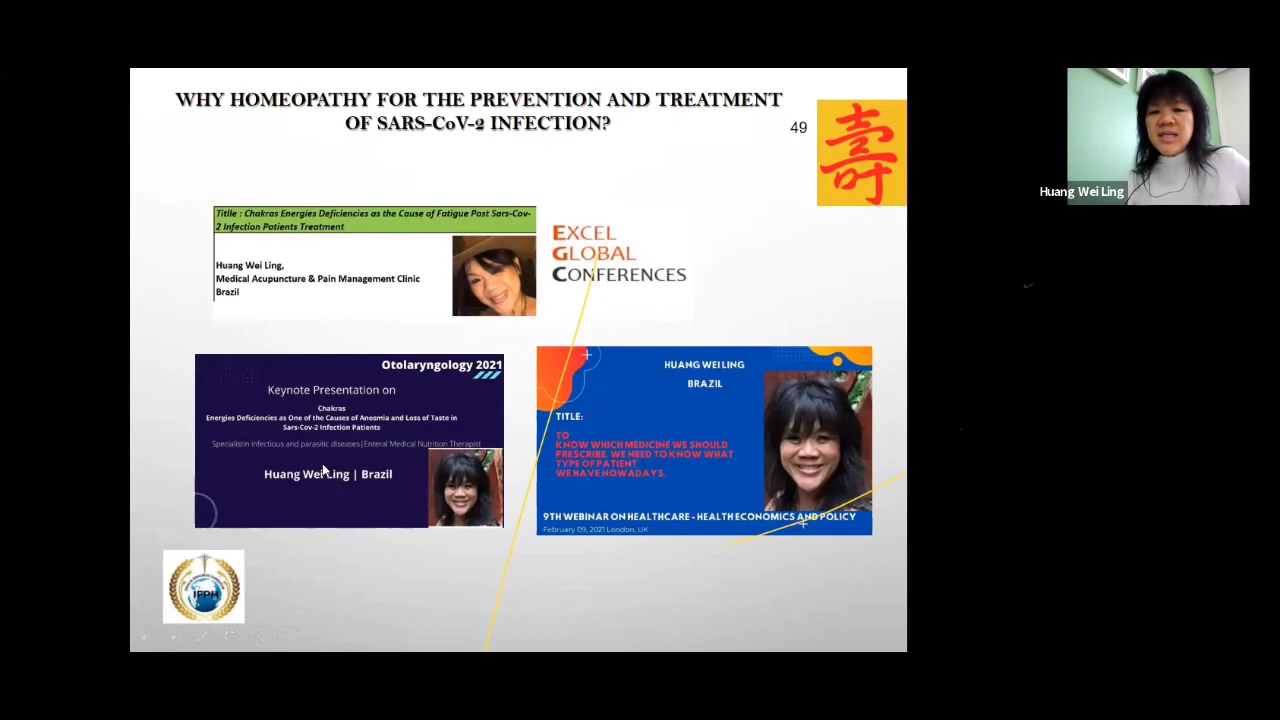 WHY HOMEOPATHY FOR THE PREVENTION AND TREATMENT
OF SARS-CoV-2 INFECTION?
49
壽
Huang Wei Ling
Titlle : Chakras Energies Deficiencies as the Cause of Fatigue Post Sars-Cov-
2 Infection Patients Treatment
Huang Wei Ling,
Medical Acupuncture & Pain Management Clinic
Brazil
EXCEL
GLOBAL
CONFERENCES
Otolaryngology 2021
Keynote Presentation on
Chakras
Energies Deficiencies as One of the Causes of Anosmia and Loss of Taste in
Sars-Cov-2 Infection Patients
Specialistin infectious and parasitic diseases|Enteral Medical Nutrition Therapist
Huang Wei Ling | Brazil
HUANG WEI LING
BRAZIL
TITLE:
TO
KNOW WHICH MEDICINE WE SHOULD
PRESCRIBE, WE NEED TO KNOW WHAT
TYPE OF PATIENT
WE HAVE NOWADAYS.
9TH WEBINAR ON HEALTHCARE - HEALTH ECONOMICS AND POLICY
February 09, 2021 London, UK
IFPH